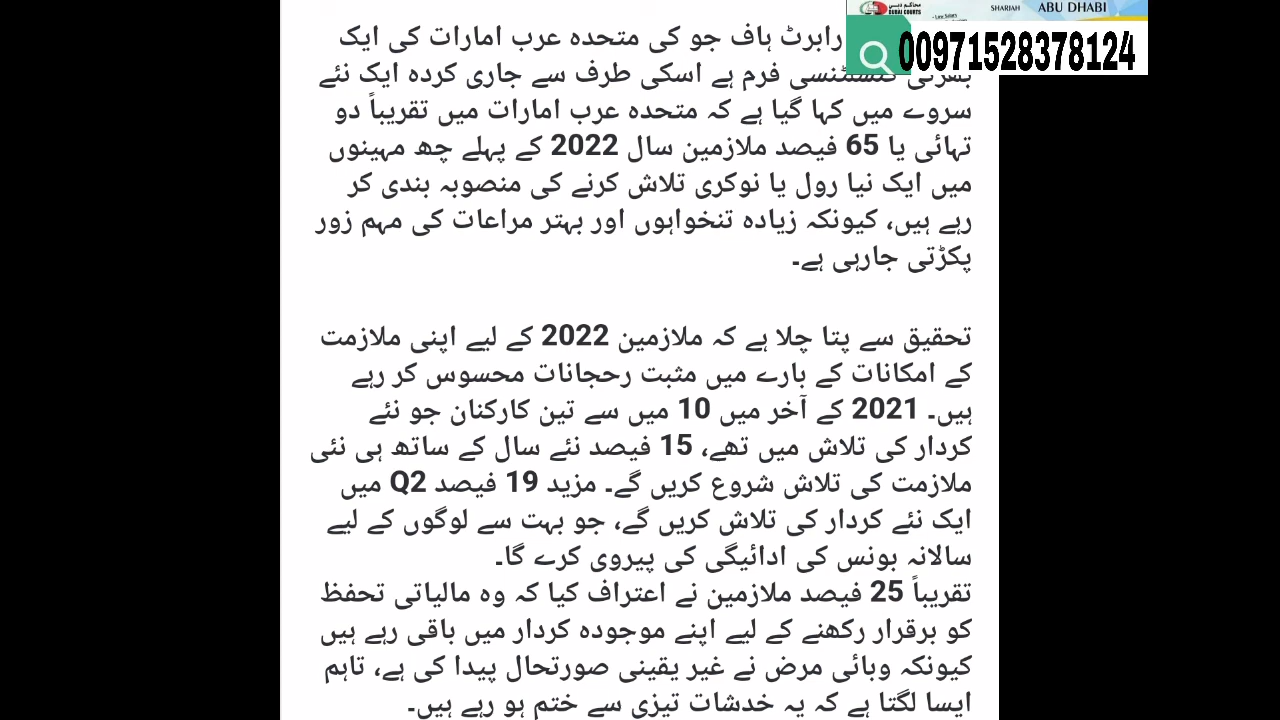 محاكم دبي
DUBAI COURTS
SHARIAH
ABU DHABI
00971528378124
رابرٹ ہاف جو کی متحدہ عرب امارات کی ایک
فرم ہے اسکی طرف سے جاری کردہ ایک نئے
سروے میں کہا گیا ہے کہ متحدہ عرب امارات میں تقریباً دو
تہائی یا 65 فیصد ملازمین سال 2022 کے پہلے چھ مہینوں
میں ایک نیا رول یا نوکری تلاش کرنے کی منصوبہ بندی کر
رہے ہیں، کیونکہ زیادہ تنخواہوں اور بہتر مراعات کی مہم زور
پکڑتی جارہی ہے۔
تحقیق سے پتا چلا ہے کہ ملازمین 2022 کے لیے اپنی ملازمت
کے امکانات کے بارے میں مثبت رحجانات محسوس کر رہے
ہیں۔ 2021 کے آخر میں 10 میں سے تین کارکنان جو نئے
کردار کی تلاش میں تھے، 15 فیصد نئے سال کے ساتھ ہی نئی
ملازمت کی تلاش شروع کریں گے۔ مزید 19 فیصد Q2 میں
ایک نئے کردار کی تلاش کریں گے، جو بہت سے لوگوں کے لیے
سالانہ بونس کی ادائیگی کی پیروی کرے گا۔
تقریباً 25 فیصد ملازمین نے اعتراف کیا کہ وہ مالیاتی تحفظ
کو برقرار رکھنے کے لیے اپنے موجودہ کردار میں باقی رہے ہیں
کیونکہ وبائی مرض نے غیر یقینی صورتحال پیدا کی ہے، تاہم
ایسا لگتا ہے کہ یہ خدشات تیزی سے ختم ہو رہے ہیں۔